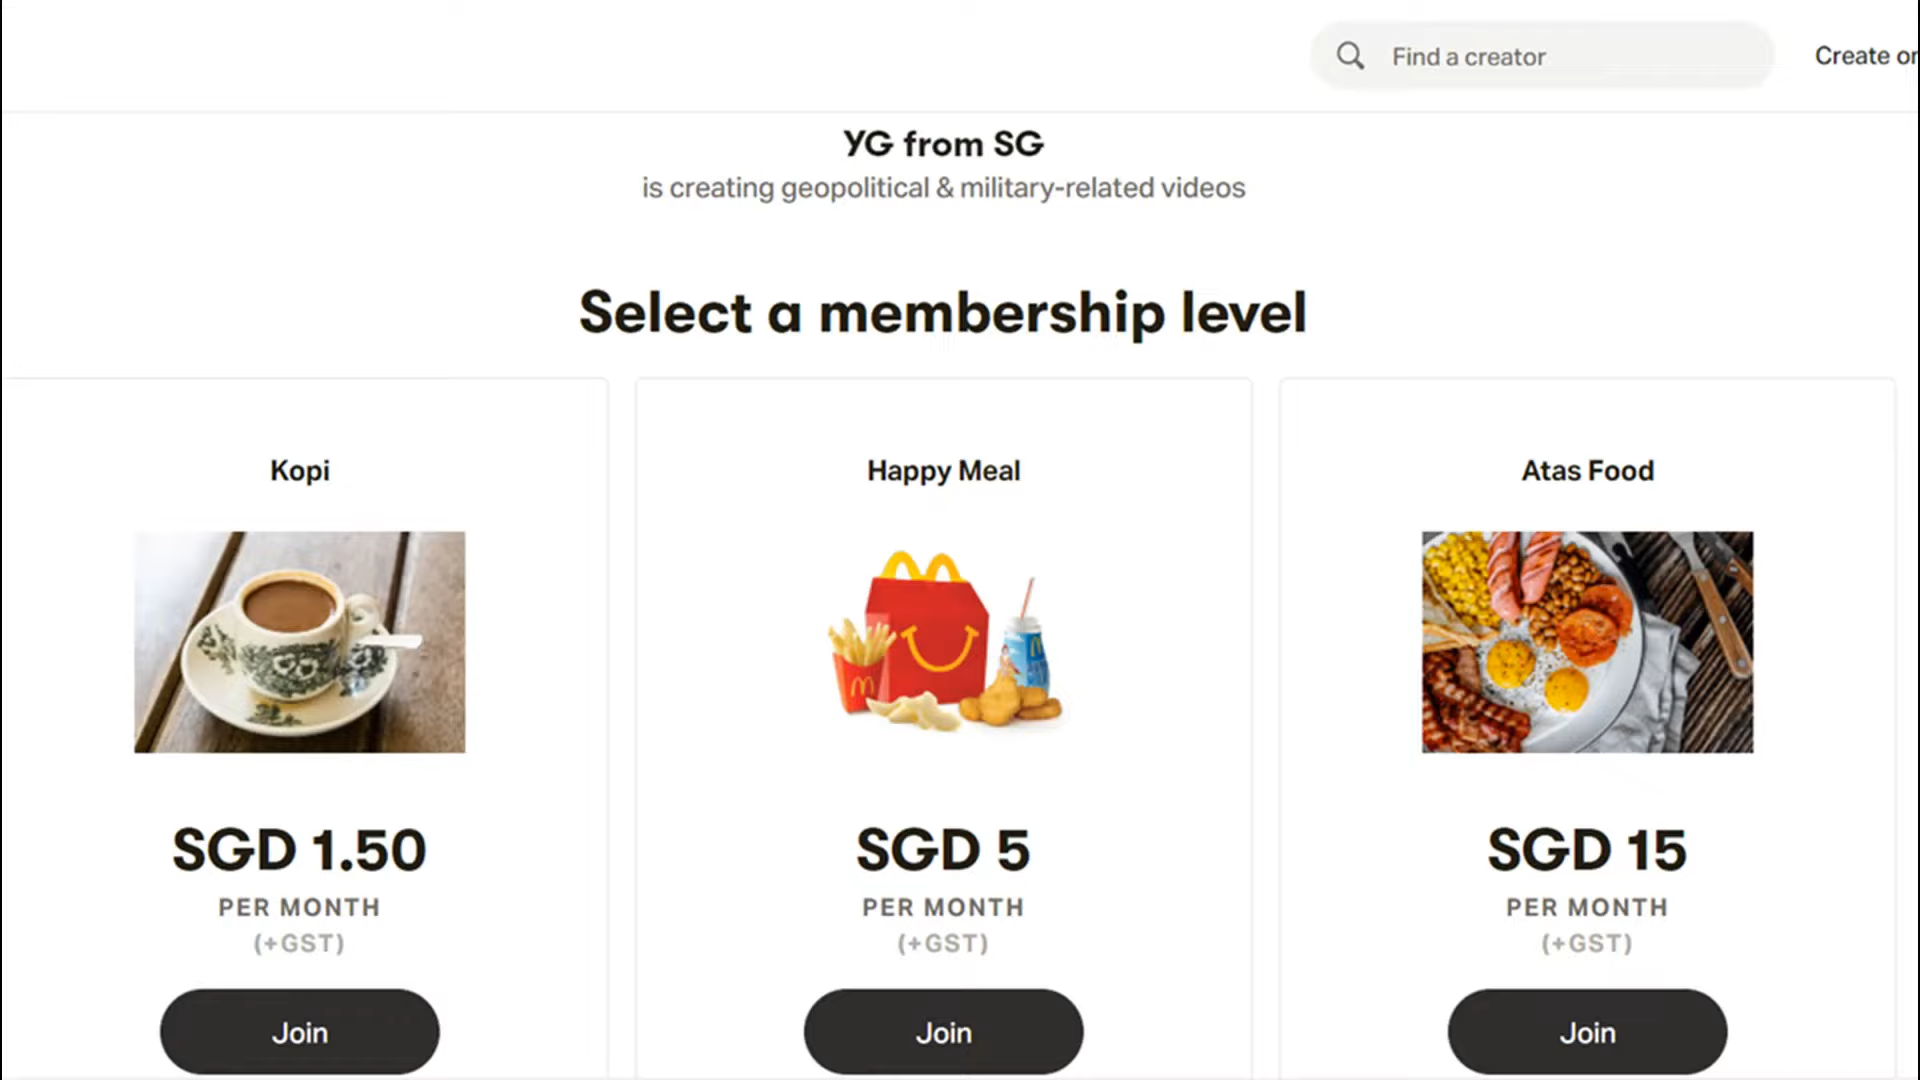 Find a creator
Create
YG from SG
is creating geopolitical & military-related videos
Select a membership level
Kopi
Happy Meal
Atas Food
SGD 1.50
SGD 5
SGD 15
PER MONTH
PER MONTH
PER MONTH
(+GST)
(+GST)
(+GST)
Join
Join
Join